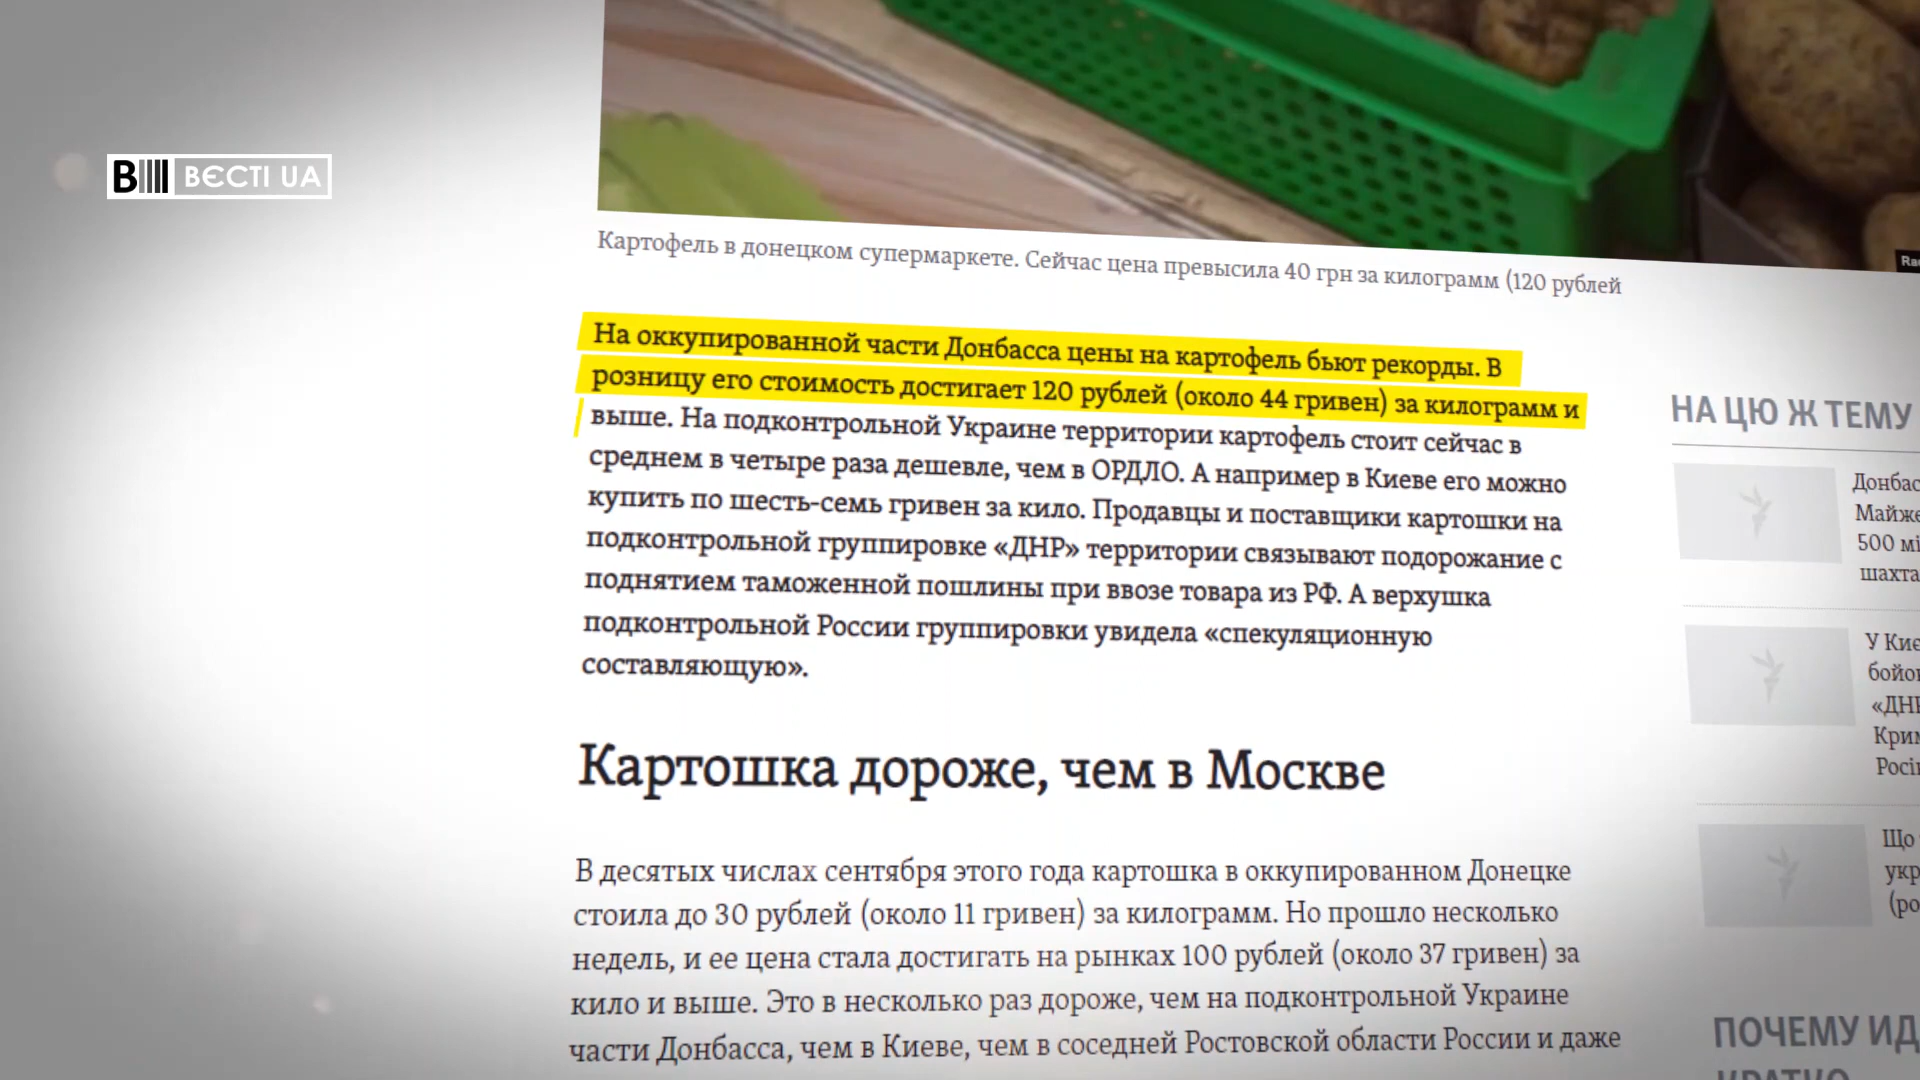 ВЄСТІ UA
Картофель в донецком супермаркете. Сейчас цена превысила 40 грн за килограмм (120 рублей
На оккупированной части Донбасса цены на картофель бьют рекорды. В
розницу его стоимость достигает 120 рублей (около 44 гривен) за килограмм и
выше. На подконтрольной Украине территории картофель стоит сейчас в
среднем в четыре раза дешевле, чем в ОРДЛО. А например в Киеве его можно
купить по шесть-семь гривен за кило. Продавцы и поставщики картошки на
подконтрольной группировке «ДНР» территории связывают подорожание с
поднятием таможенной пошлины при ввозе товара из РФ. А верхушка
подконтрольной России группировки увидела «спекуляционную
составляющую».
Картошка дороже, чем в Москве
В десятых числах сентября этого года картошка в оккупированном Донецке
стоила до 30 рублей (около 11 гривен) за килограмм. Но прошло несколько
недель, и ее цена стала достигать на рынках 100 рублей (около 37 гривен) за
кило и выше. Это в несколько раз дороже, чем на подконтрольной Украине
части Донбасса, чем в Киеве, чем в соседней Ростовской области России и даже
НА ЦЮ Ж ТЕМУ
500 мі
У Киє
«ДНР
Що
укр
(ро
ПОЧЕМУ ИД
КРАТКО